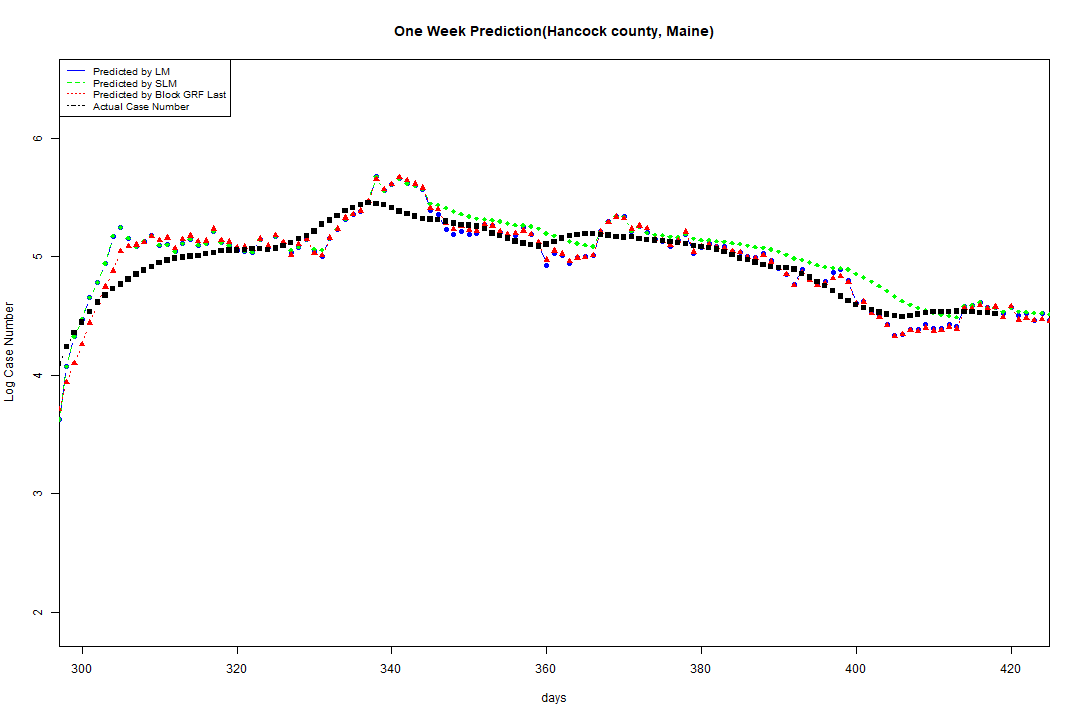 One Week Prediction(Hancock county, Maine)
Predicted by LM
Predicted by SLM
Predicted by Block GRF Last
Actual Case Number
Log Case Number
6
5
4
3
2
300 320 340 360 380 400 420
days